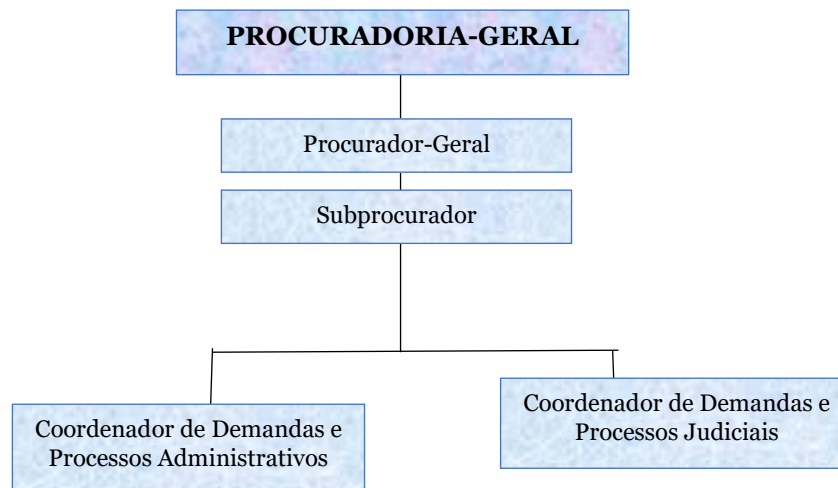 PROCURADORIA-GERAL
Procurador-Geral
Subprocurador
Coordenador de Demandas e
Processos Administrativos
Coordenador de Demandas e
Processos Judiciais